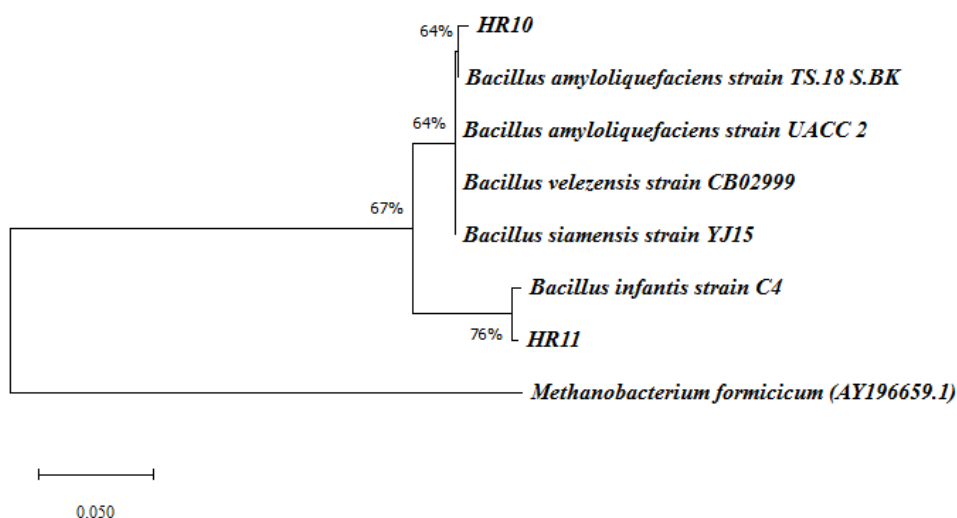 64%
HR10
Bacillus amyloliquefaciens strain TS.18 S.BK
64%
Bacillus amyloliquefaciens strain UACC 2
Bacillus velezensis strain CB02999
67%
Bacillus siamensis strain YJ15
Bacillus infantis strain C4
76%
HR11
Methanobacterium formicicum (AY196659.1)
0.050